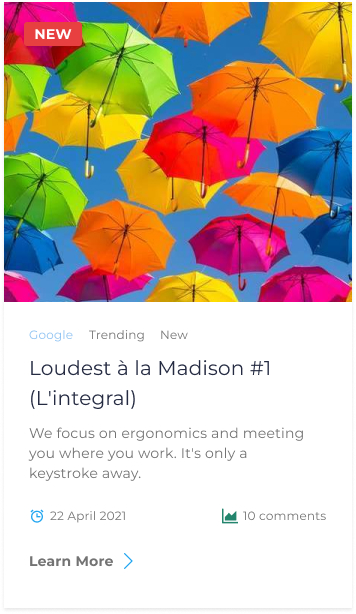 NEW
Google Trending New
Loudest à la Madison #1
(L'integral)
We focus on ergonomics and meeting
you where you work. It's only a
keystroke away.
22 April 2021 10 comments
Learn More